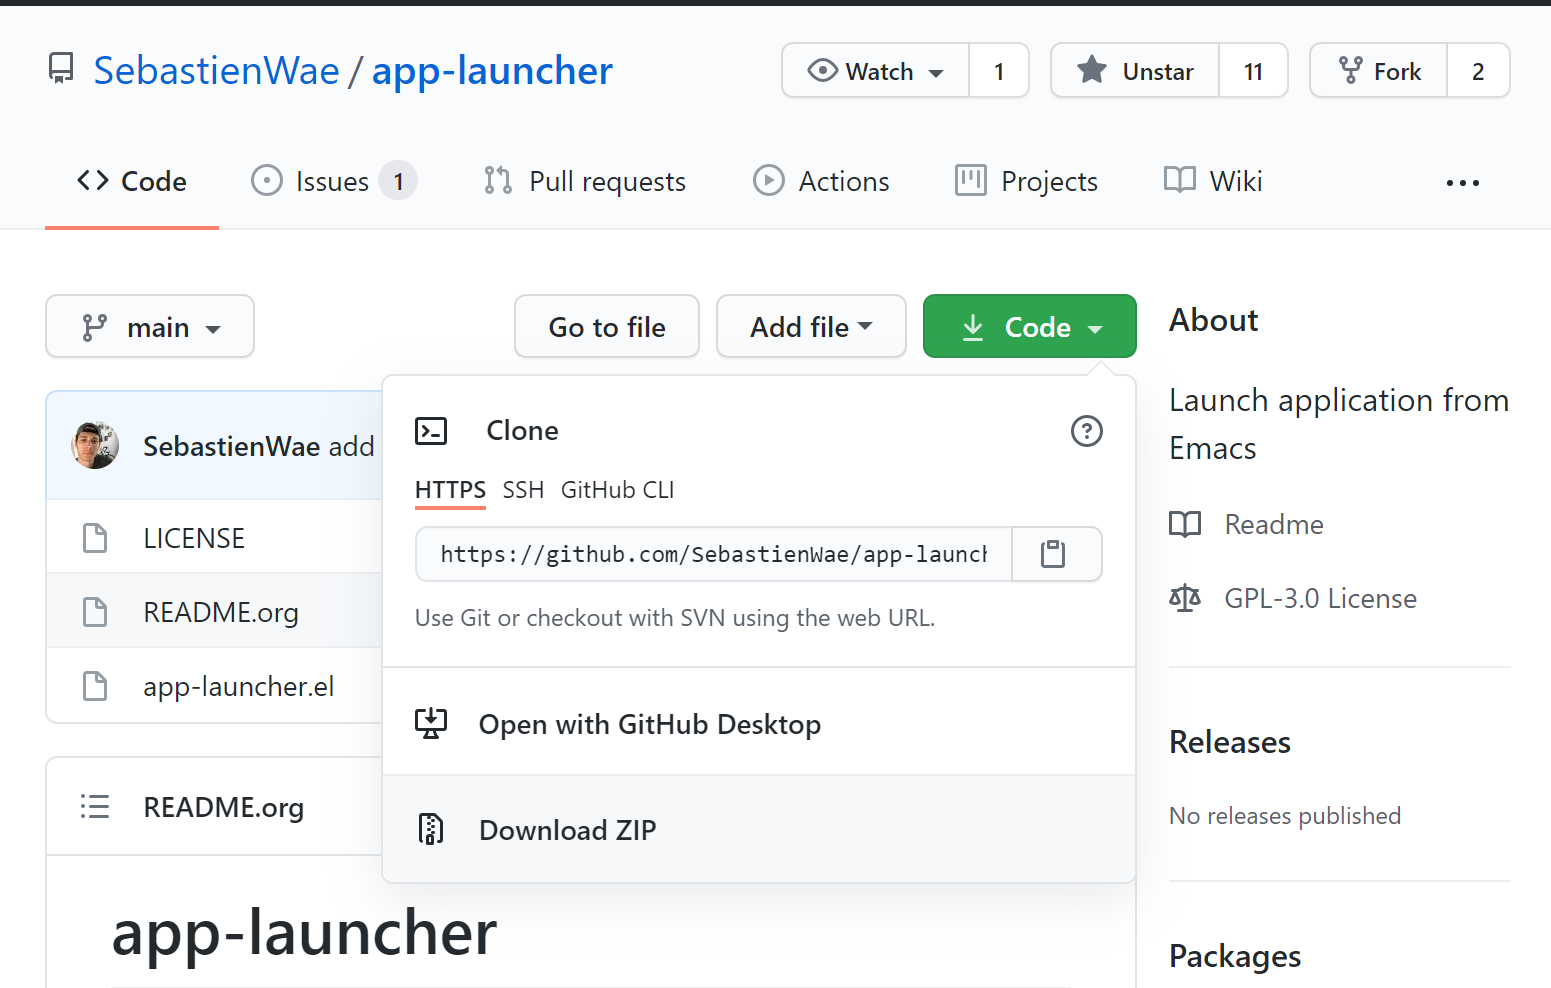 SebastienWae / app-launcher
Watch 1
Unstar 11
Fork 2
Code
Issues 1
Pull requests
Actions
Projects
Wiki
main
Go to file
Add file
Code
SebastienWae add
LICENSE
README.org
app-launcher.el
Clone
HTTPS SSH GitHub CLI
https://github.com/SebastienWae/app-launch
Use Git or checkout with SVN using the web URL.
Open with GitHub Desktop
Download ZIP
README.org
app-launcher
About
Launch application from
Emacs
Readme
GPL-3.0 License
Releases
No releases published
Packages